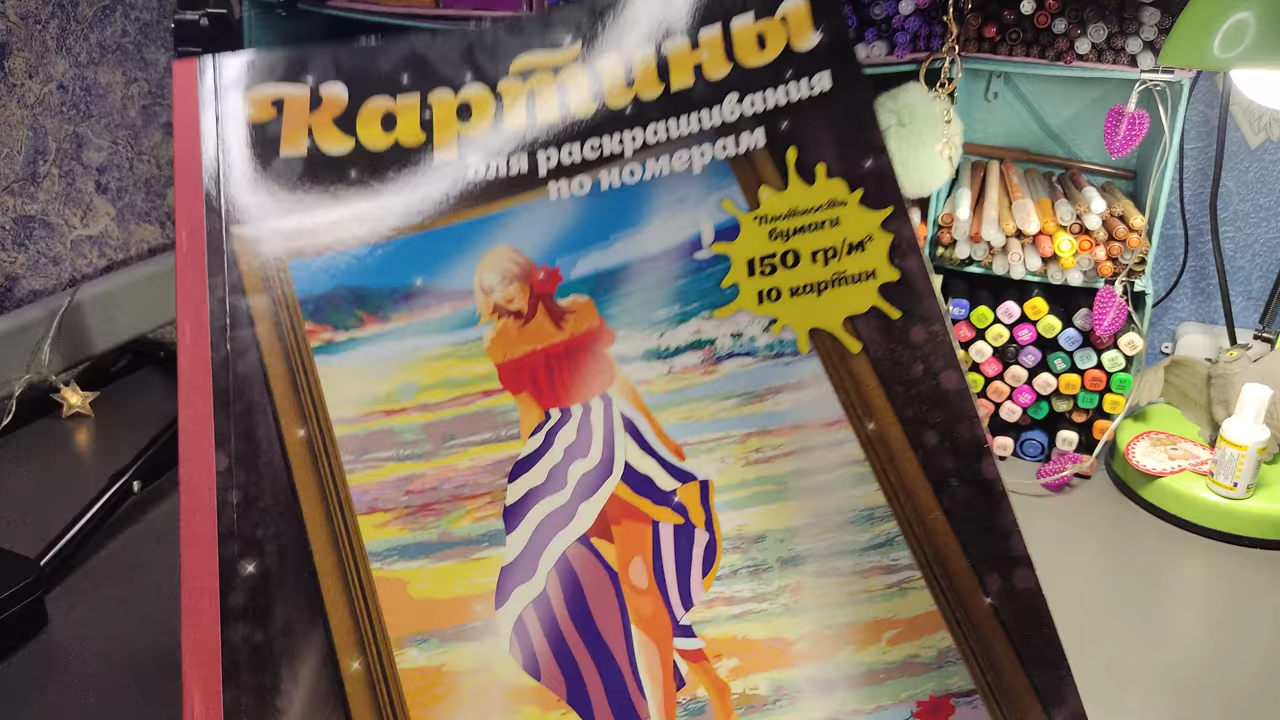 Картины
для раскрашивания
по номерам
Плотность
бумаги
150 гр/м²
10 картин